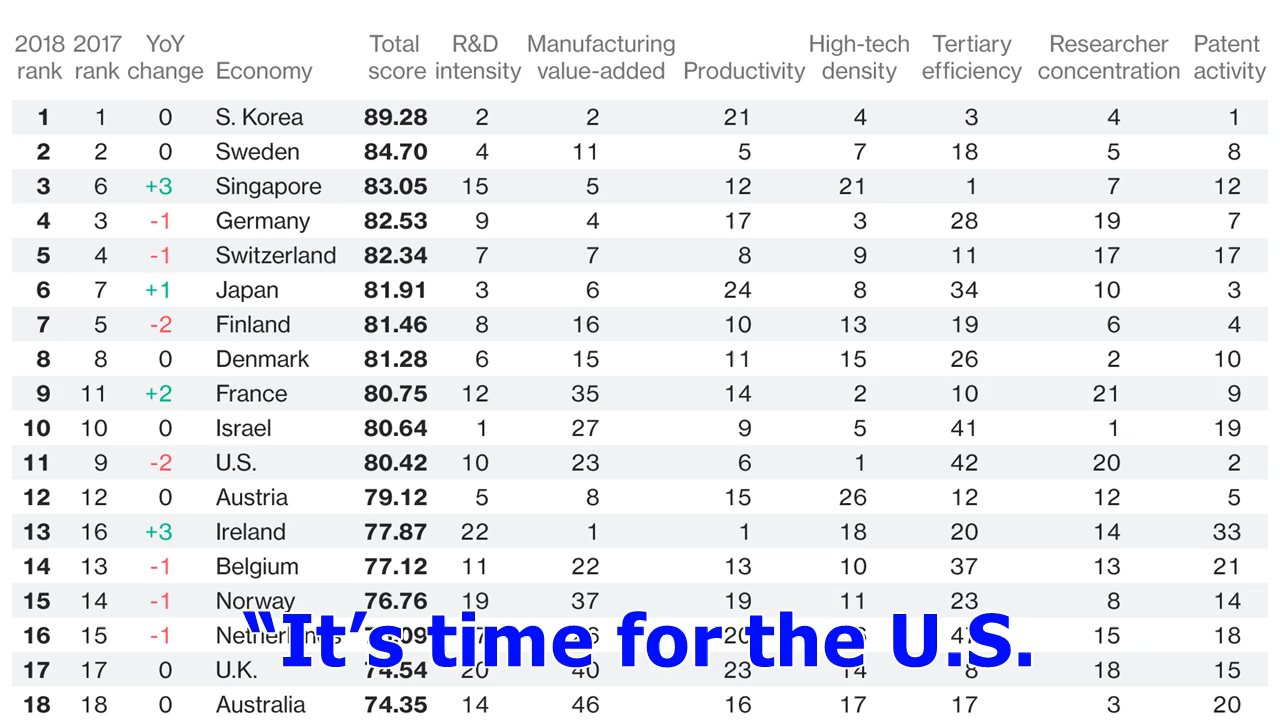 2018 2017 YoY Total R&D Manufacturing High-tech Tertiary Researcher Patent
rank rank change Economy score intensity value-added Productivity density efficiency concentration activity
1 1 0 S. Korea 89.28 2 2 21 4 3 4 1
2 2 0 Sweden 84.70 4 11 5 7 18 5 8
3 6 +3 Singapore 83.05 15 5 12 21 1 7 12
4 3 -1 Germany 82.53 9 4 17 3 28 19 7
5 4 -1 Switzerland 82.34 7 7 8 9 11 17 17
6 7 +1 Japan 81.91 3 6 24 8 34 10 3
7 5 -2 Finland 81.46 8 16 10 13 19 6 4
8 8 0 Denmark 81.28 6 15 11 15 26 2 10
9 11 +2 France 80.75 12 35 14 2 10 21 9
10 10 0 Israel 80.64 1 27 9 5 41 1 19
11 9 -2 U.S. 80.42 10 23 6 1 42 20 2
12 12 0 Austria 79.12 5 8 15 26 12 12 5
13 16 +3 Ireland 77.87 22 1 1 18 20 14 33
14 13 -1 Belgium 77.12 11 22 13 10 37 13 21
15 14 -1 Norway 76.76 19 37 19 11 23 8 14
16 15 -1 Netherlands 20 15 18
17 17 0 U.K. 74.54 20 40 23 14 8 18 15
18 18 0 Australia 74.35 14 46 16 17 17 3 20
“It’s time for the U.S.